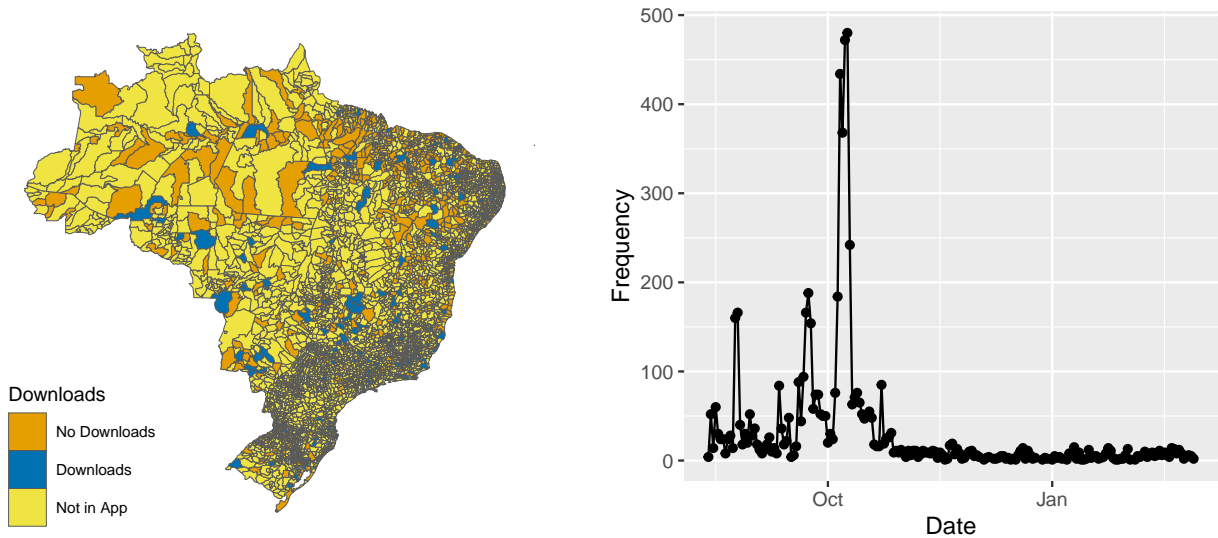 Downloads
No Downloads
Downloads
Not in App
500
400
300
200
100
0
Frequency
Oct
Jan
Date